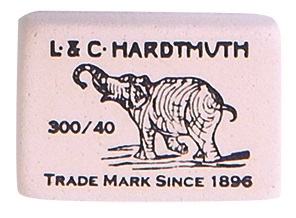 L·& C·HARDTMUTH
300/40
TRADE MARK SINCE 1896